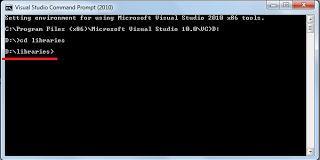 Visual Studio Command Prompt (2010)
Setting environment for using Microsoft Visual Studio 2010 x86 tools.
C:\Program Files (x86)\Microsoft Visual Studio 10.0\VC>D:
D:\>cd libraries
D:\libraries>